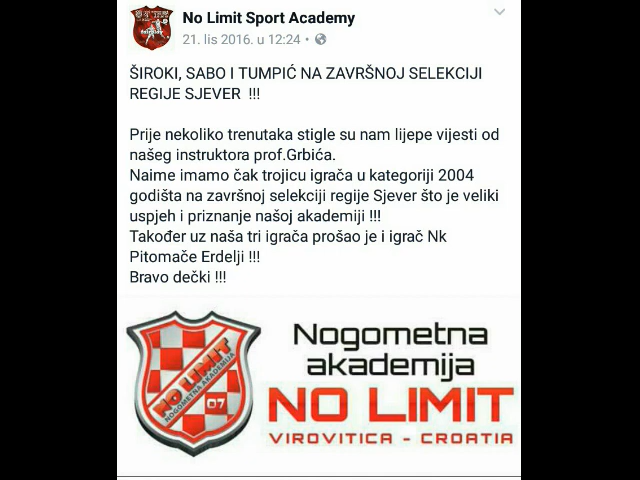 No Limit Sport Academy
21. lis 2016. u 12:24 •
ŠIROKI, SABO I TUMPIĆ NA ZAVRŠNOJ SELEKCIJI
REGIJE SJEVER !!!
Prije nekoliko trenutaka stigle su nam lijepe vijesti od
našeg instruktora prof.Grbića.
Naime imamo čak trojicu igrača u kategoriji 2004
godišta na završnoj selekciji regije Sjever što je veliki
uspjeh i priznanje našoj akademiji !!!
Također uz naša tri igrača prošao je i igrač Nk
Pitomače Erdelji !!!
Bravo dečki !!!
NO LIMIT
NOGOMETNA AKADEMIJA
07
Nogometna
akademija
NO LIMIT
VIROVITICA - CROATIA